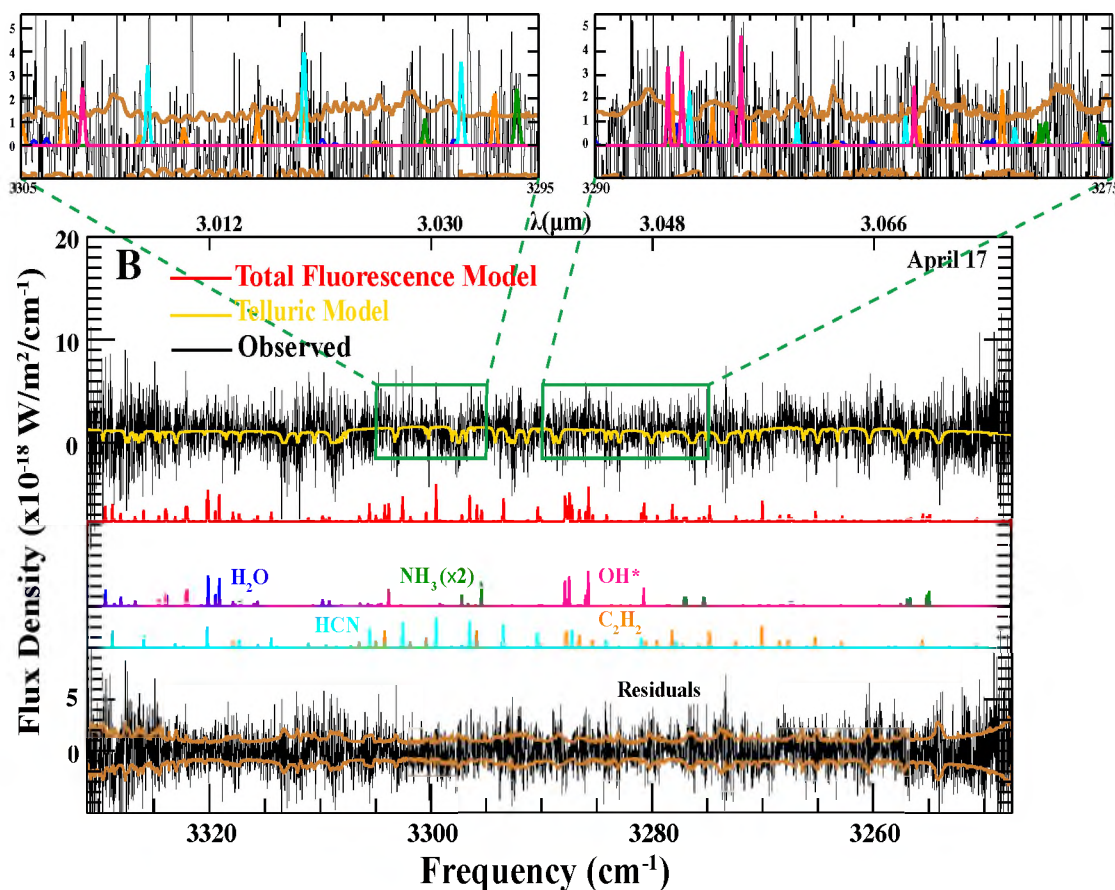 5
4
3
2
1
0
3305
3295
5
4
3
2
1
0
3290
3275
3.012
3.030
λ(μm)
3.048
3.066
20
10
0
B
April 17
Total Fluorescence Model
Telluric Model
Observed
H₂O
NH₃ (x2)
OH*
HCN
C₂H₂
5
0
Residuals
Flux Density (x10⁻¹⁸ W/m²/cm⁻¹)
3320
3300
3280
3260
Frequency (cm⁻¹)